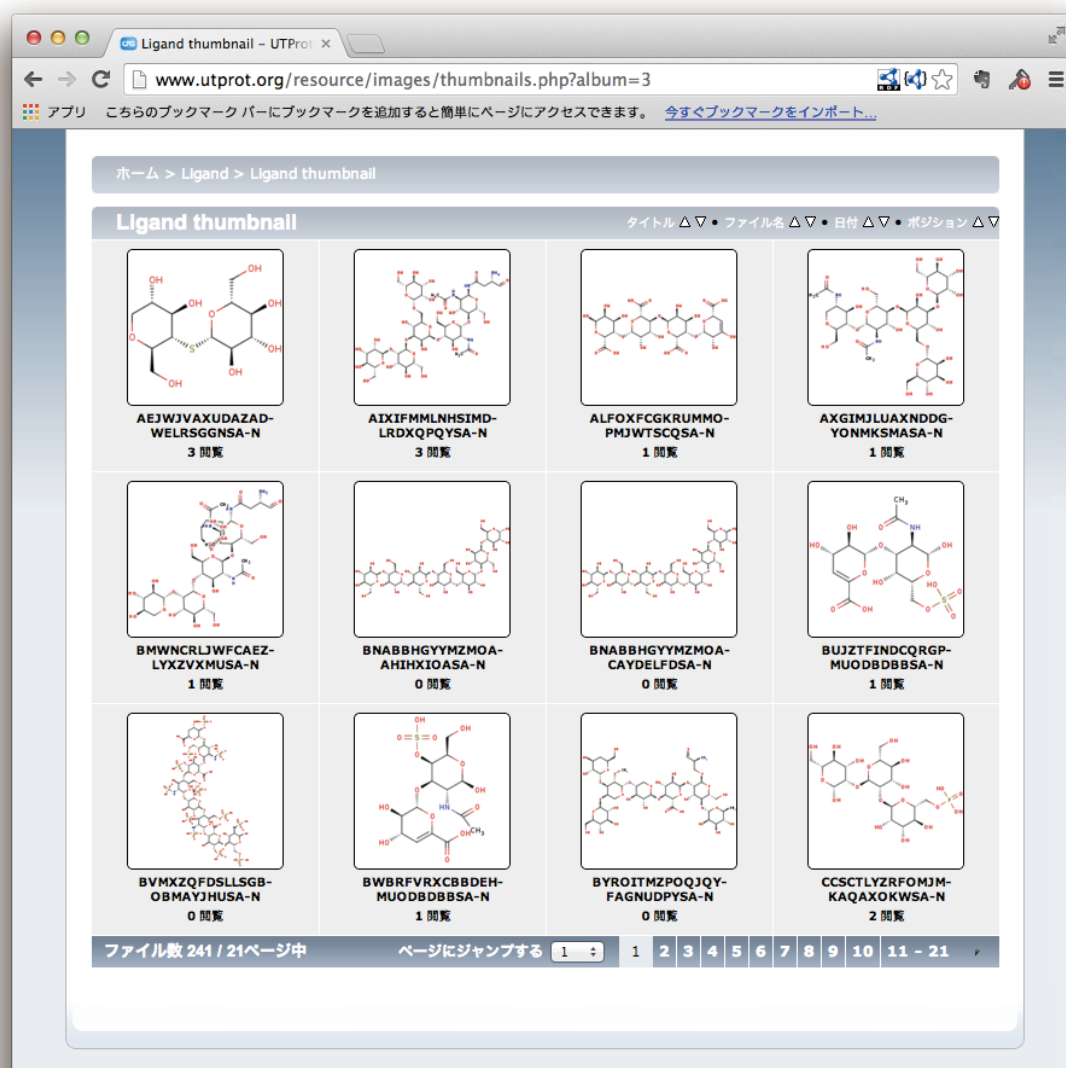 Ligand thumbnail – UTProt
www.utprot.org/resource/images/thumbnails.php?album=3
アプリ こちらのブックマーク バーにブックマークを追加すると簡単にページにアクセスできます。 今すぐブックマークをインポート...
ホーム > Ligand > Ligand thumbnail
Ligand thumbnail タイトル △ ▽ • ファイル名 △ ▽ • 日付 △ ▽ • ポジション △ ▽
AEJWJVAXUDAZAD-
WELRSGGNSA-N
3 閲覧
AIXIFMMLNHSIMD-
LRDXQPQYSA-N
3 閲覧
ALFOXFCGKRUMMO-
PMJWTSCQSA-N
1 閲覧
AXGIMJLUAXNDDG-
YONMKSMASA-N
1 閲覧
BMWNCRLJWFCAEZ-
LYXZVXMUSA-N
1 閲覧
BNABBHGYYMZMOA-
AHIHXIOASA-N
0 閲覧
BNABBHGYYMZMOA-
CAYDELFDSA-N
0 閲覧
BUJZTFINDCQRGP-
MUODBDBBSA-N
1 閲覧
BVMXZQFDSLLSGB-
OBMAYJHUSA-N
0 閲覧
BWBRFVRXCBBDEH-
MUODBDBBSA-N
1 閲覧
BYROITMZPOQJQY-
FAGNUDPYSA-N
0 閲覧
CCSCTLYZRFOMJM-
KAQAXOKWSA-N
2 閲覧
ファイル数 241 / 21ページ中 ページにジャンプする 1 1 2 3 4 5 6 7 8 9 10 11 - 21